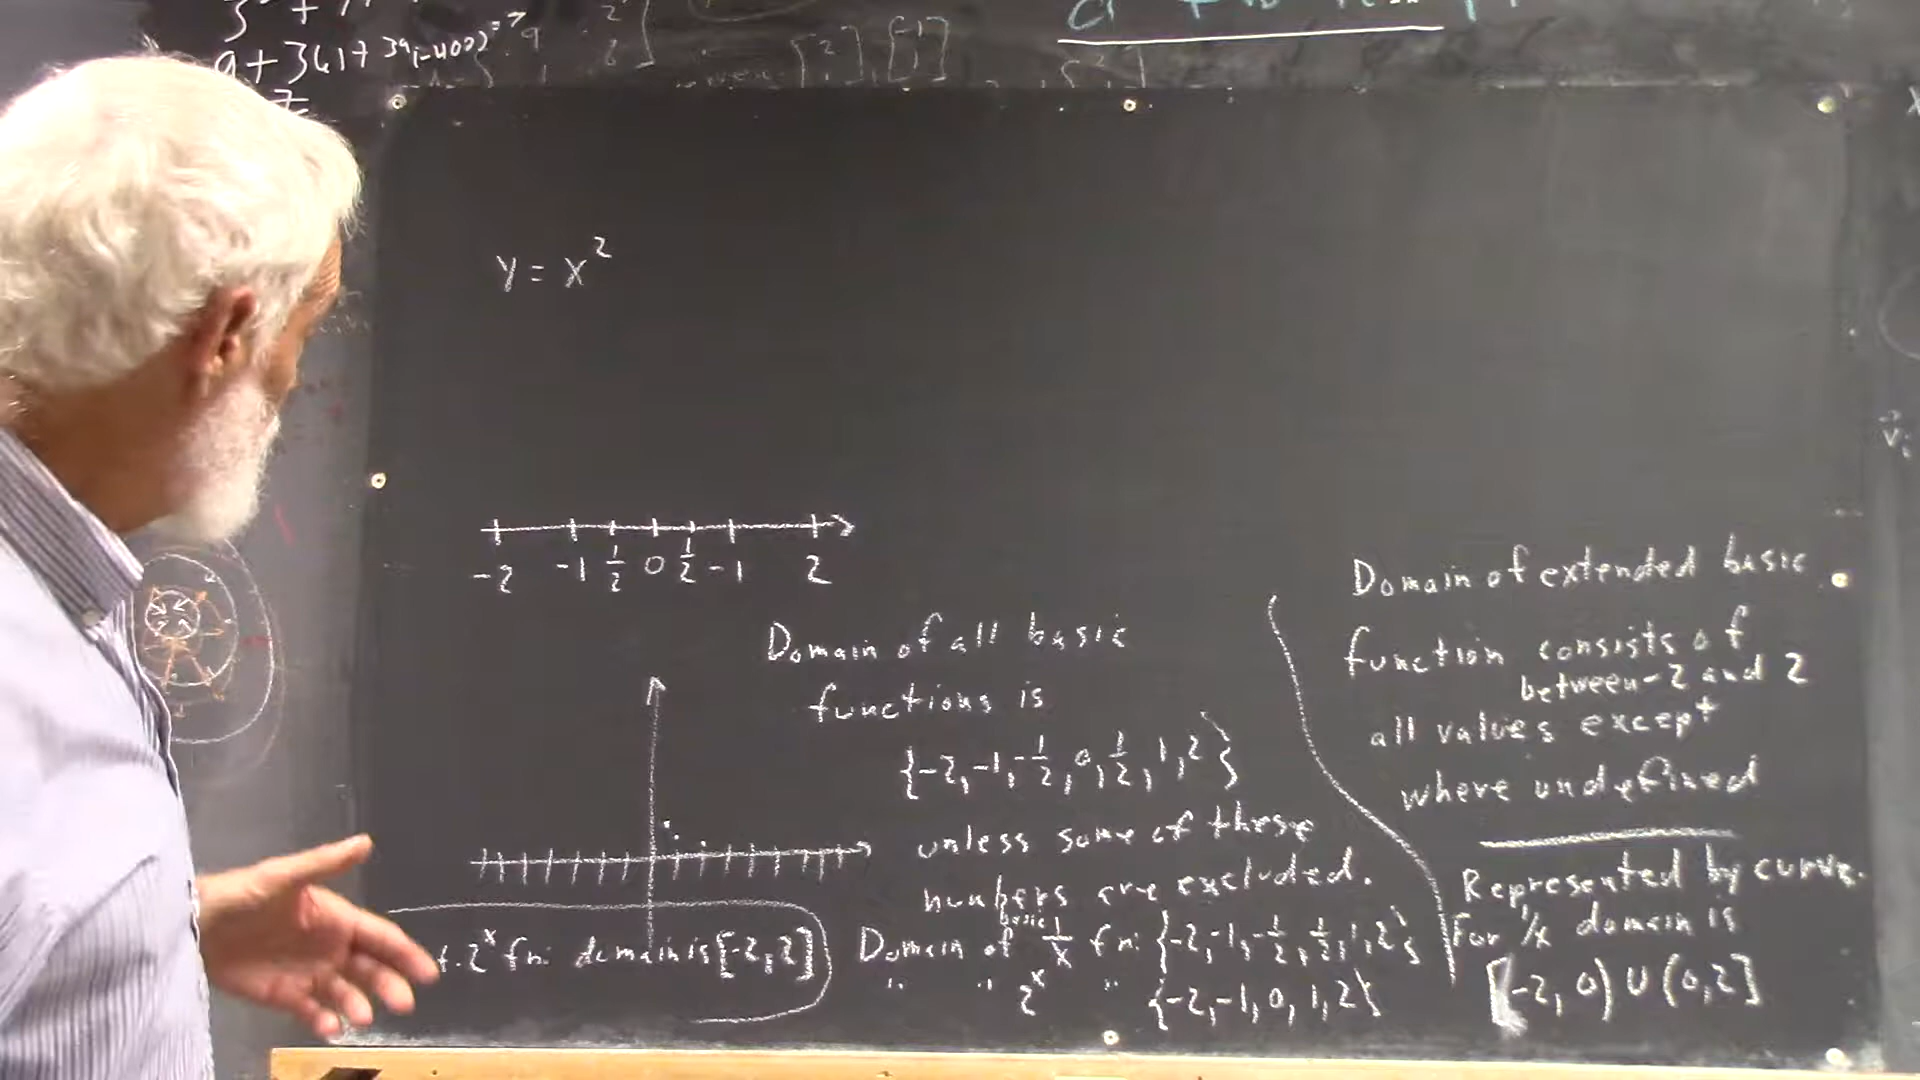 y = x²
-2 -1 1/2 0 1/2 -1 2
Domain of all basic
functions is
{-2, -1, -1/2, 0, 1/2, 1, 2}
unless some of these
numbers are excluded.
Domain of basic 1/x fn: {-2, -1, -1/2, 1/2, 1, 2}
" " 2ˣ " {-2, -1, 0, 1, 2}
2ˣ fn: domain is [-2, 2]
Domain of extended basic
function consists of
between -2 and 2
all values except
where undefined
Represented by curve.
For 1/x domain is
[-2, 0) ∪ (0, 2]